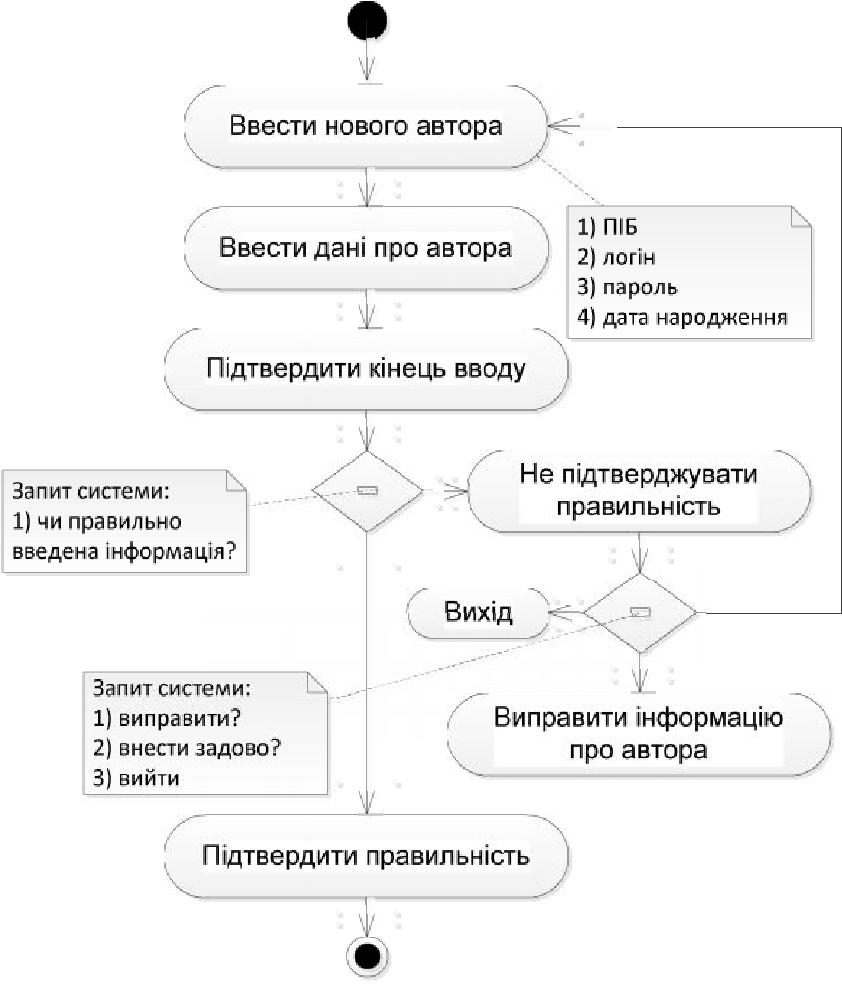 Ввести нового автора
Ввести дані про автора
1) ПІБ
2) логін
3) пароль
4) дата народження
Підтвердити кінець вводу
Запит системи:
1) чи правильно
введена інформація?
Не підтверджувати
правильність
Вихід
Запит системи:
1) виправити?
2) внести задово?
3) вийти
Виправити інформацію
про автора
Підтвердити правильність